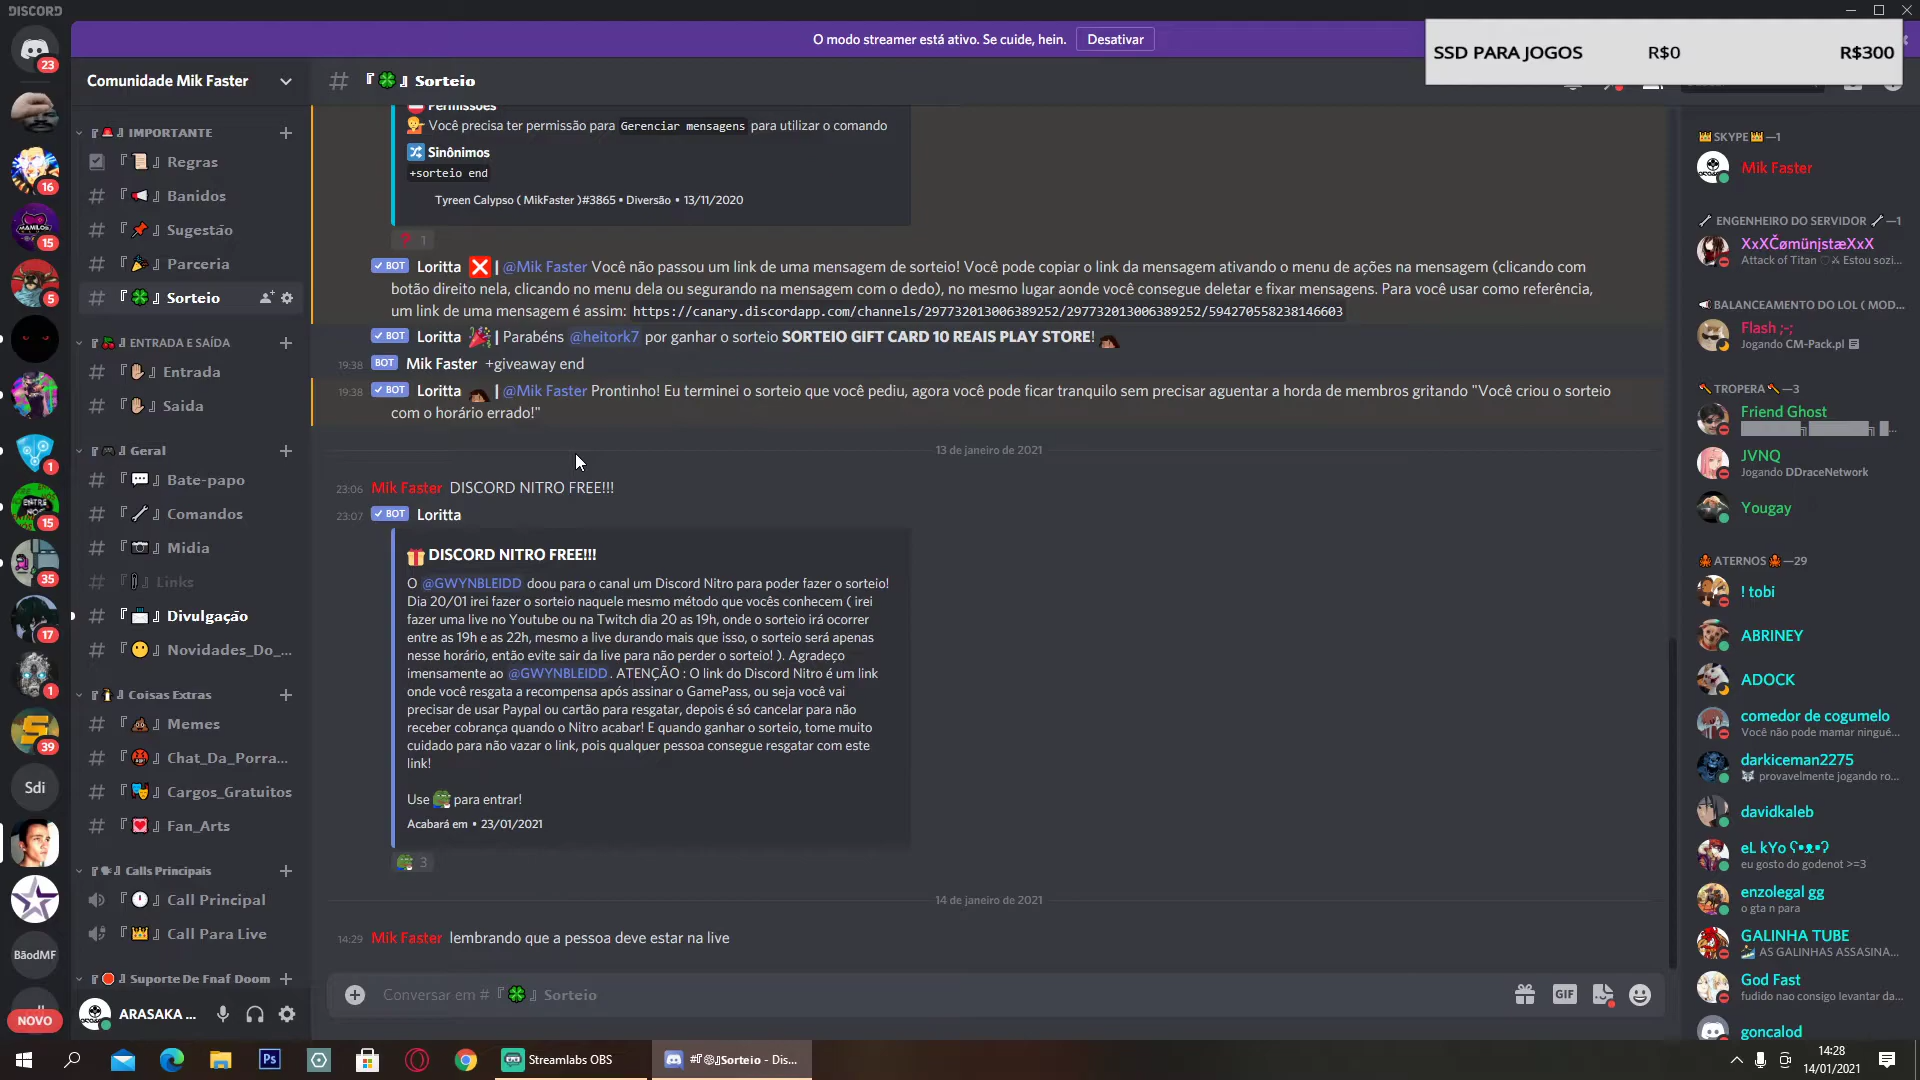 DISCORD
O modo streamer está ativo. Se cuide, hein.
Desativar
SSD PARA JOGOS R$0 R$300
Comunidade Mik Faster
# 『🍀』Sorteio
23
16
15
5
1
15
35
17
1
39
Sdi
BãodMF
NOVO
『🚨』IMPORTANTE
『📜』Regras
『📢』Banidos
『📌』Sugestão
『🎉』Parceria
『🍀』Sorteio
『🍒』ENTRADA E SAÍDA
『✋』Entrada
『✋』Saida
『🎮』Geral
『💬』Bate-papo
『🔧』Comandos
『📷』Midia
『📎』Links
『📇』Divulgação
『😶』Novidades_Do_...
『🐧』Coisas Extras
『💩』Memes
『😡』Chat_Da_Porra...
『🎭』Cargos_Gratuitos
『💟』Fan_Arts
『🗣』Calls Principais
『🕛』Call Principal
『👑』Call Para Live
『🛑』Suporte De Fnaf Doom
ARASAKA ...
Permissões
Você precisa ter permissão para Gerenciar mensagens para utilizar o comando
Sinônimos
+sorteio end
Tyreen Calypso ( MikFaster )#3865 • Diversão • 13/11/2020
❓ 1
✓ BOT Loritta ❌ | @Mik Faster Você não passou um link de uma mensagem de sorteio! Você pode copiar o link da mensagem ativando o menu de ações na mensagem (clicando com
botão direito nela, clicando no menu dela ou segurando na mensagem com o dedo), no mesmo lugar aonde você consegue deletar e fixar mensagens. Para você usar como referência,
um link de uma mensagem é assim: https://canary.discordapp.com/channels/297732013006389252/297732013006389252/594270558238146603
✓ BOT Loritta 🎉 | Parabéns @heitork7 por ganhar o sorteio SORTEIO GIFT CARD 10 REAIS PLAY STORE!
19:38 BOT Mik Faster +giveaway end
19:38 ✓ BOT Loritta | @Mik Faster Prontinho! Eu terminei o sorteio que você pediu, agora você pode ficar tranquilo sem precisar aguentar a horda de membros gritando "Você criou o sorteio
com o horário errado!"
13 de janeiro de 2021
23:06 Mik Faster DISCORD NITRO FREE!!!
23:07 ✓ BOT Loritta
🎁 DISCORD NITRO FREE!!!
O @GWYNBLEIDD doou para o canal um Discord Nitro para poder fazer o sorteio!
Dia 20/01 irei fazer o sorteio naquele mesmo método que vocês conhecem ( irei
fazer uma live no Youtube ou na Twitch dia 20 as 19h, onde o sorteio irá ocorrer
entre as 19h e as 22h, mesmo a live durando mais que isso, o sorteio será apenas
nesse horário, então evite sair da live para não perder o sorteio! ). Agradeço
imensamente ao @GWYNBLEIDD. ATENÇÃO : O link do Discord Nitro é um link
onde você resgata a recompensa após assinar o GamePass, ou seja você vai
precisar de usar Paypal ou cartão para resgatar, depois é só cancelar para não
receber cobrança quando o Nitro acabar! E quando ganhar o sorteio, tome muito
cuidado para não vazar o link, pois qualquer pessoa consegue resgatar com este
link!
Use para entrar!
Acabará em • 23/01/2021
3
14 de janeiro de 2021
14:29 Mik Faster lembrando que a pessoa deve estar na live
Conversar em # 『🍀』Sorteio
GIF
👑 SKYPE 👑 —1
Mik Faster
🔧 ENGENHEIRO DO SERVIDOR 🔧 —1
XxXČømünįstæXxX
Attack of Titan ♡⚔ Estou sozi...
📢 BALANCEAMENTO DO LOL ( MOD...
Flash ;-;
Jogando CM-Pack.pl
🪓 TROPERA 🪓 —3
Friend Ghost
JVNQ
Jogando DDraceNetwork
Yougay
🐙 ATERNOS 🐙 —29
! tobi
ABRINEY
ADOCK
comedor de cogumelo
Você não pode mamar ningué...
darkiceman2275
provavelmente jogando ro...
davidkaleb
eL kYo ʕ•ᴥ•ʔ
eu gosto do godenot >=3
enzolegal gg
o gta n para
GALINHA TUBE
AS GALINHAS ASSASINA...
God Fast
fudido nao consigo levantar da...
goncalod
Ps
Streamlabs OBS
#『🍀』Sorteio - Dis...
14:28
14/01/2021